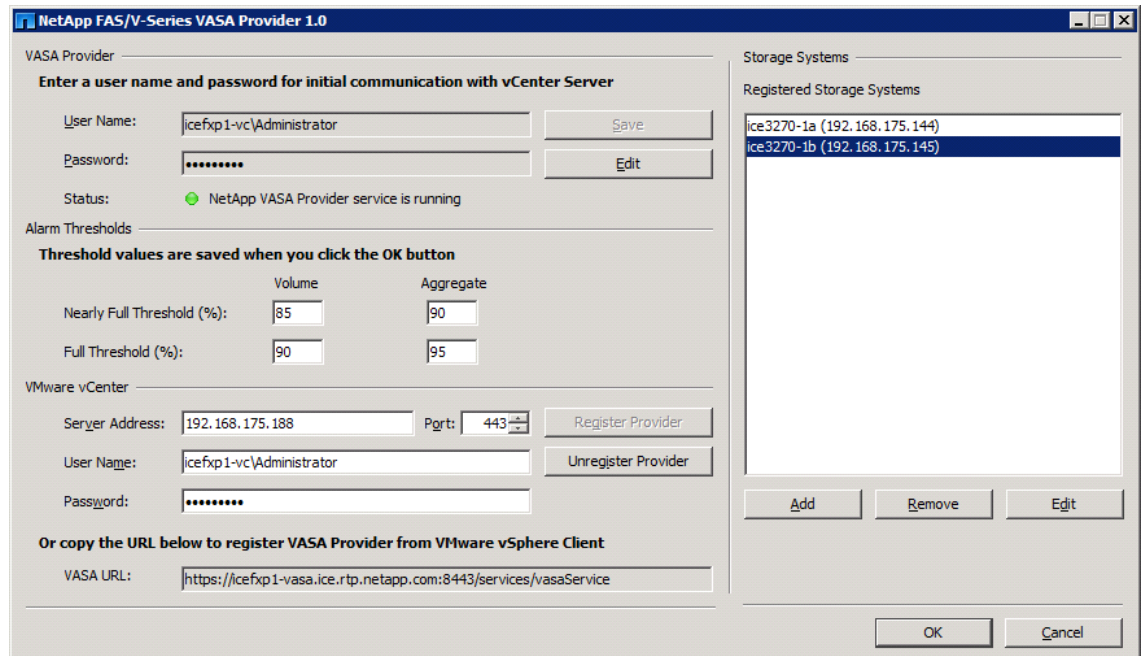 NetApp FAS/V-Series VASA Provider 1.0
VASA Provider
Enter a user name and password for initial communication with vCenter Server
User Name: icefxp1-vc\Administrator Save
Password: ••••••••• Edit
Status: NetApp VASA Provider service is running
Alarm Thresholds
Threshold values are saved when you click the OK button
Volume Aggregate
Nearly Full Threshold (%): 85 90
Full Threshold (%): 90 95
VMware vCenter
Server Address: 192.168.175.188 Port: 443 Register Provider
User Name: icefxp1-vc\Administrator Unregister Provider
Password: •••••••••
Or copy the URL below to register VASA Provider from VMware vSphere Client
VASA URL: https://icefxp1-vasa.ice.rtp.netapp.com:8443/services/vasaService
Storage Systems
Registered Storage Systems
ice3270-1a (192.168.175.144)
ice3270-1b (192.168.175.145)
Add Remove Edit
OK Cancel